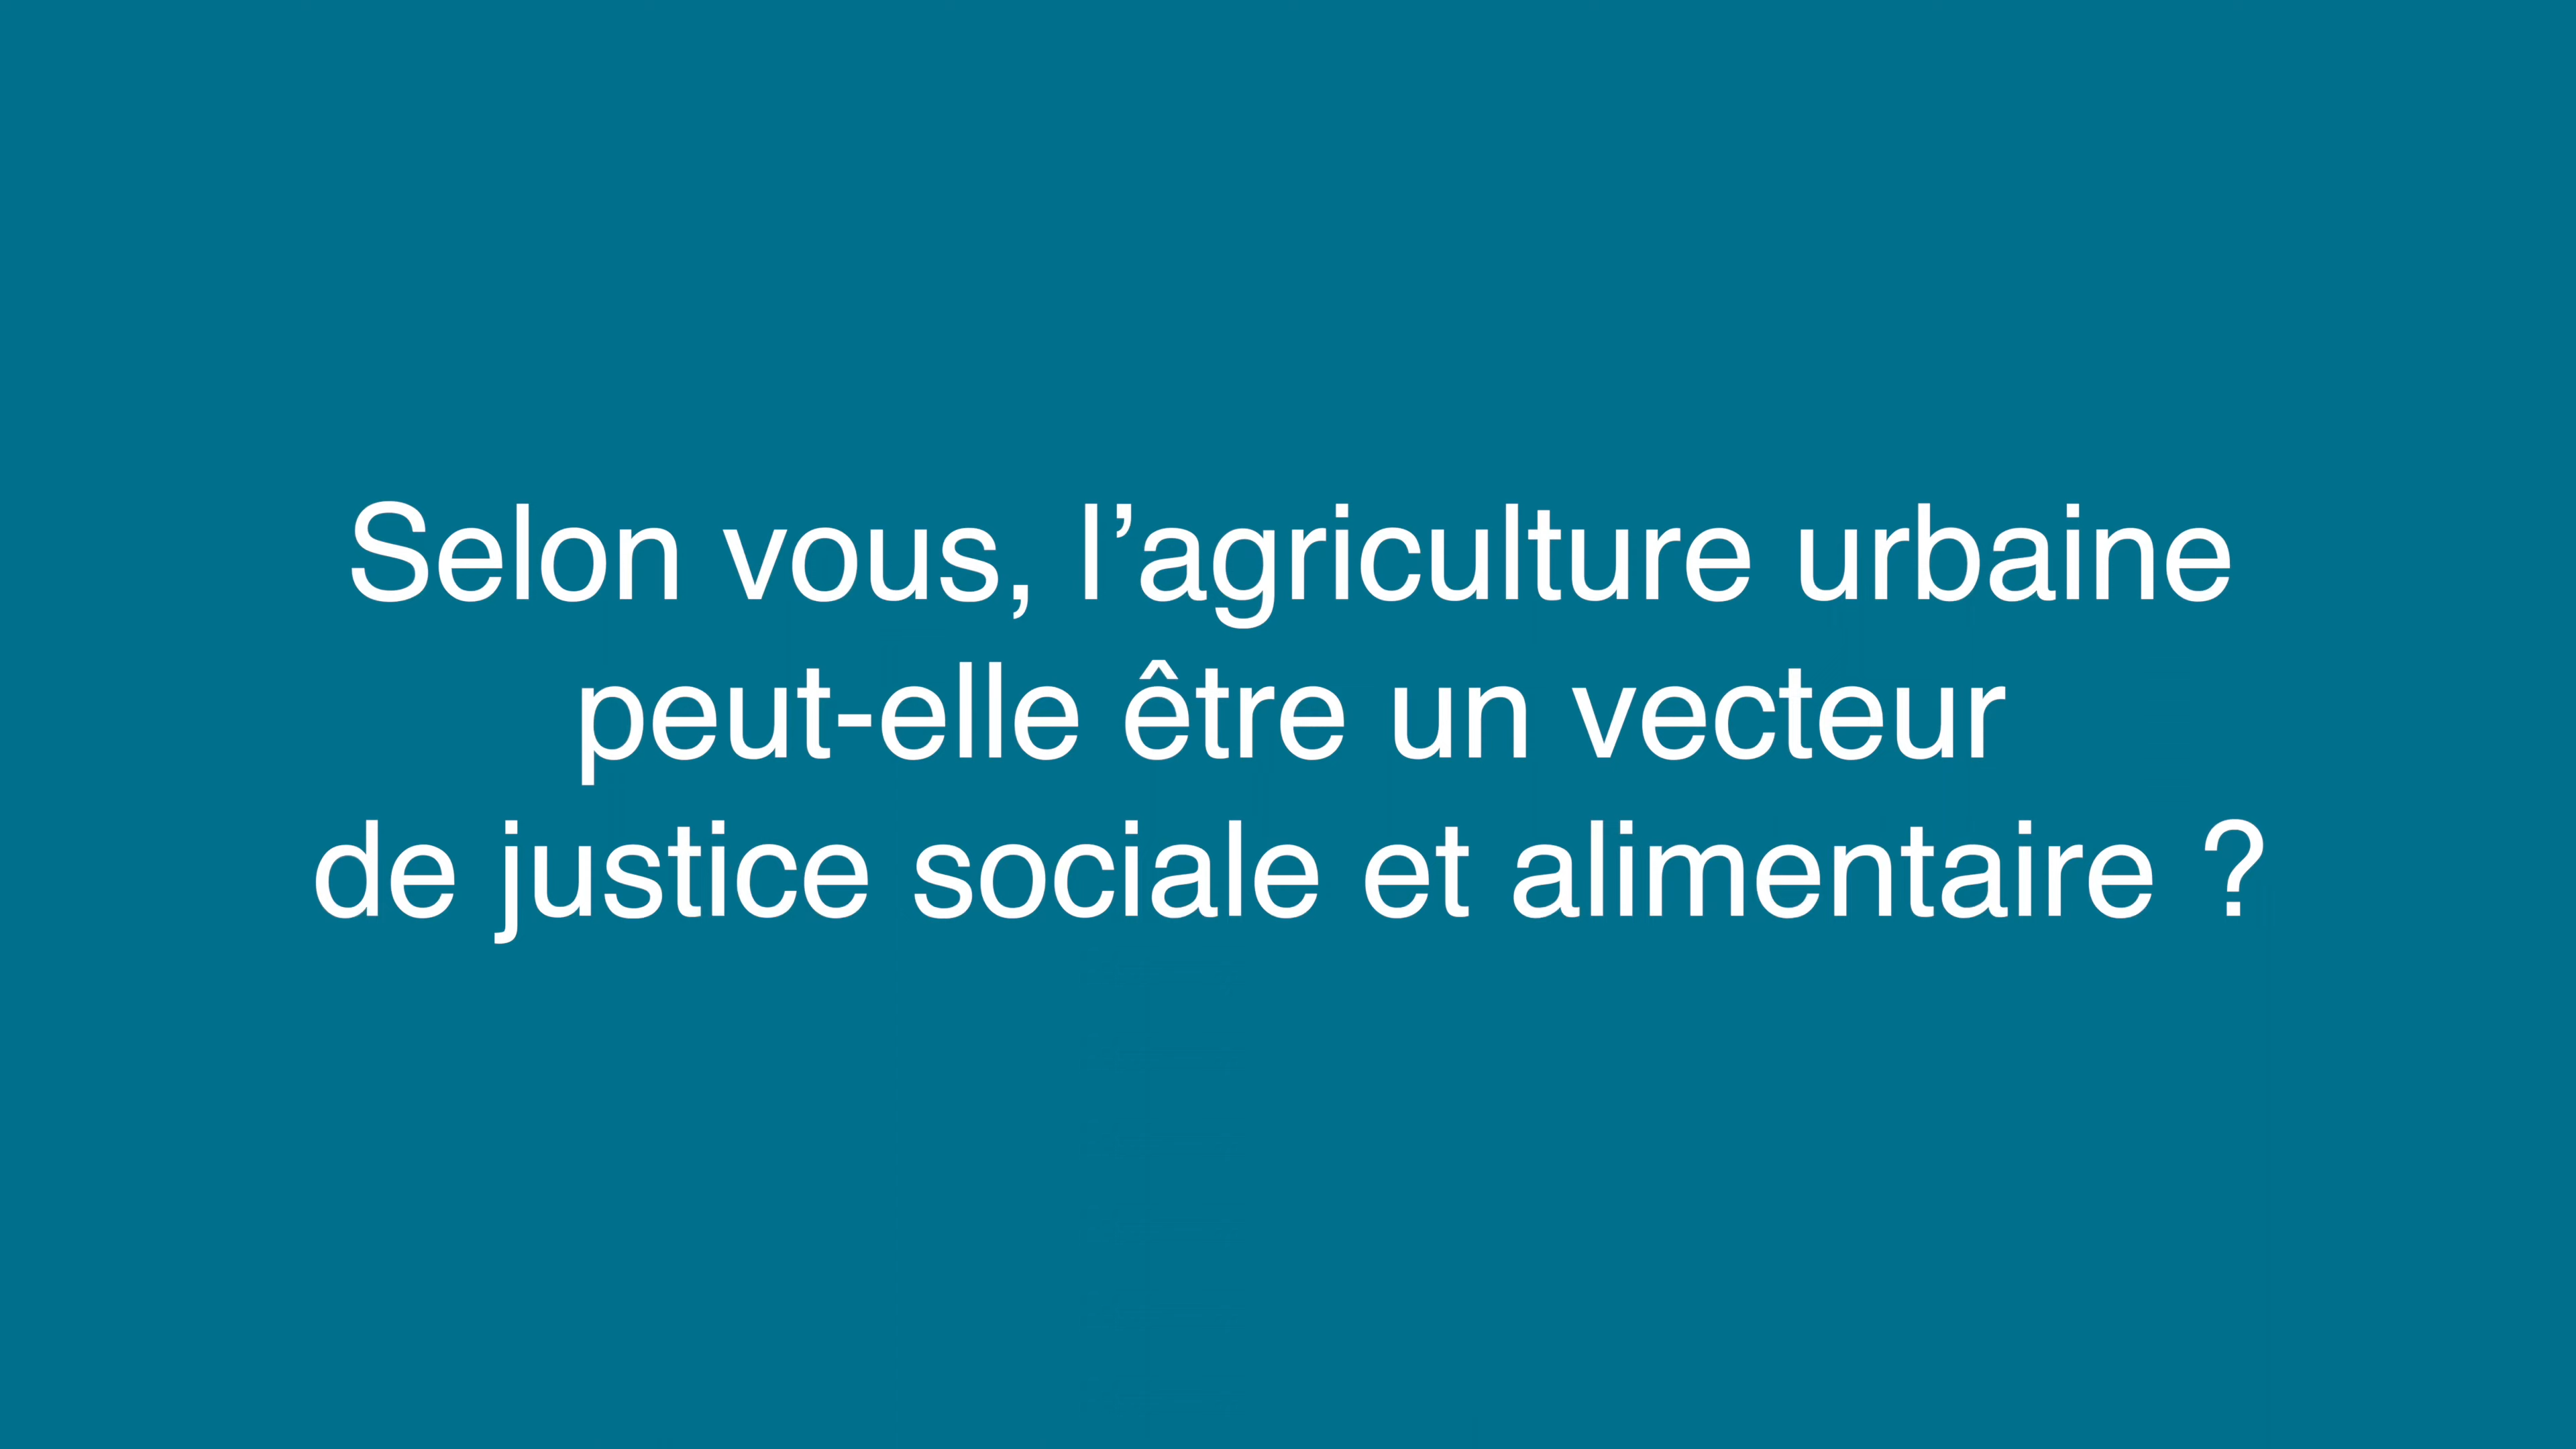 Selon vous, l’agriculture urbaine
peut-elle être un vecteur
de justice sociale et alimentaire ?